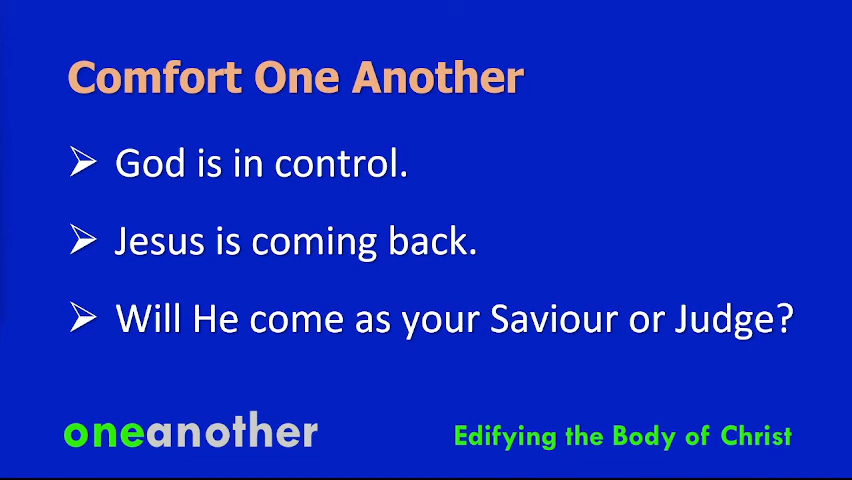 Comfort One Another
➢ God is in control.
➢ Jesus is coming back.
➢ Will He come as your Saviour or Judge?
oneanother
Edifying the Body of Christ